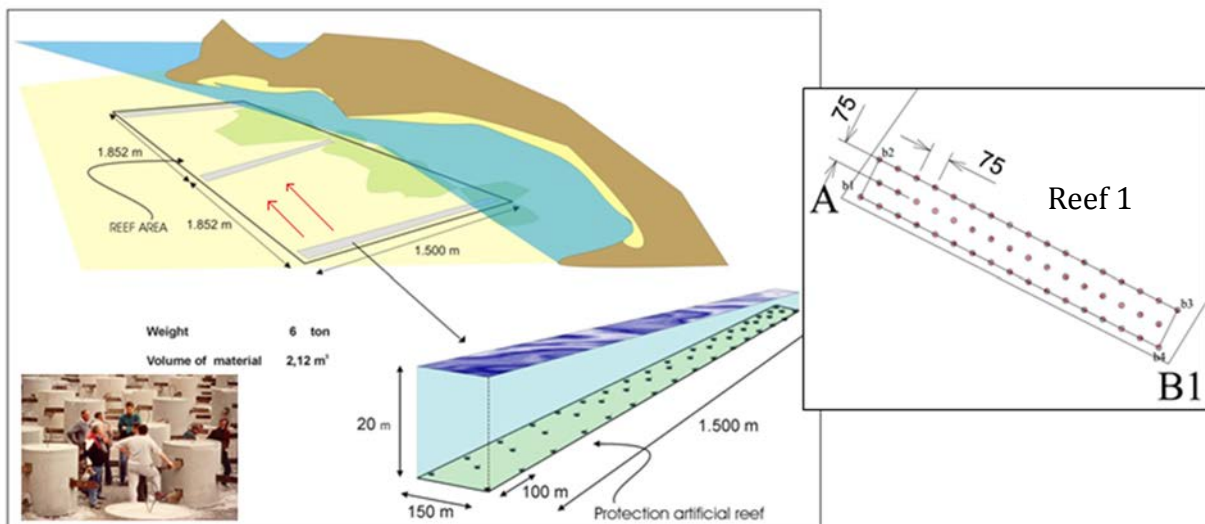 1.852 m
REEF AREA
1.852 m
1.500 m
Weight 6 ton
Volume of material 2,12 m³
20 m
150 m
100 m
1.500 m
Protection artificial reef
75
75
b2
b1
A
Reef 1
b3
b4
B1